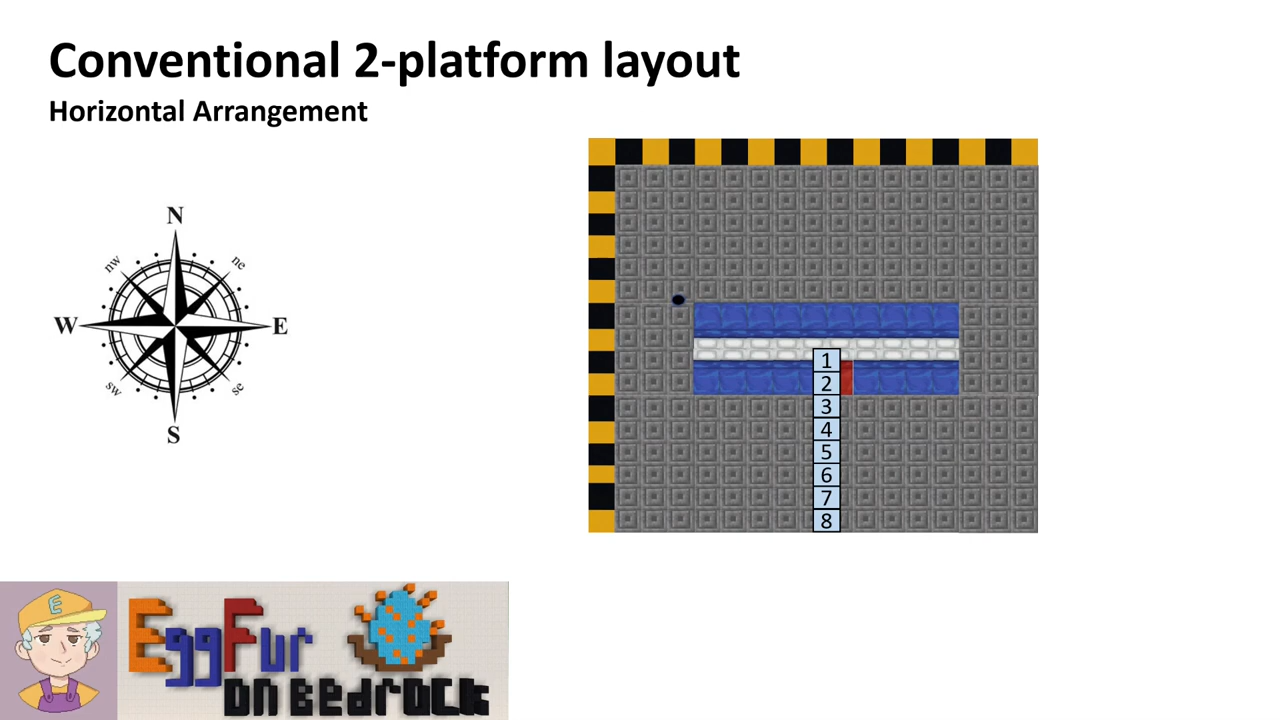 Conventional 2-platform layout
Horizontal Arrangement
N
nw ne
W E
sw se
S
1
2
3
4
5
6
7
8
E
EggFur
ON BEDROCK